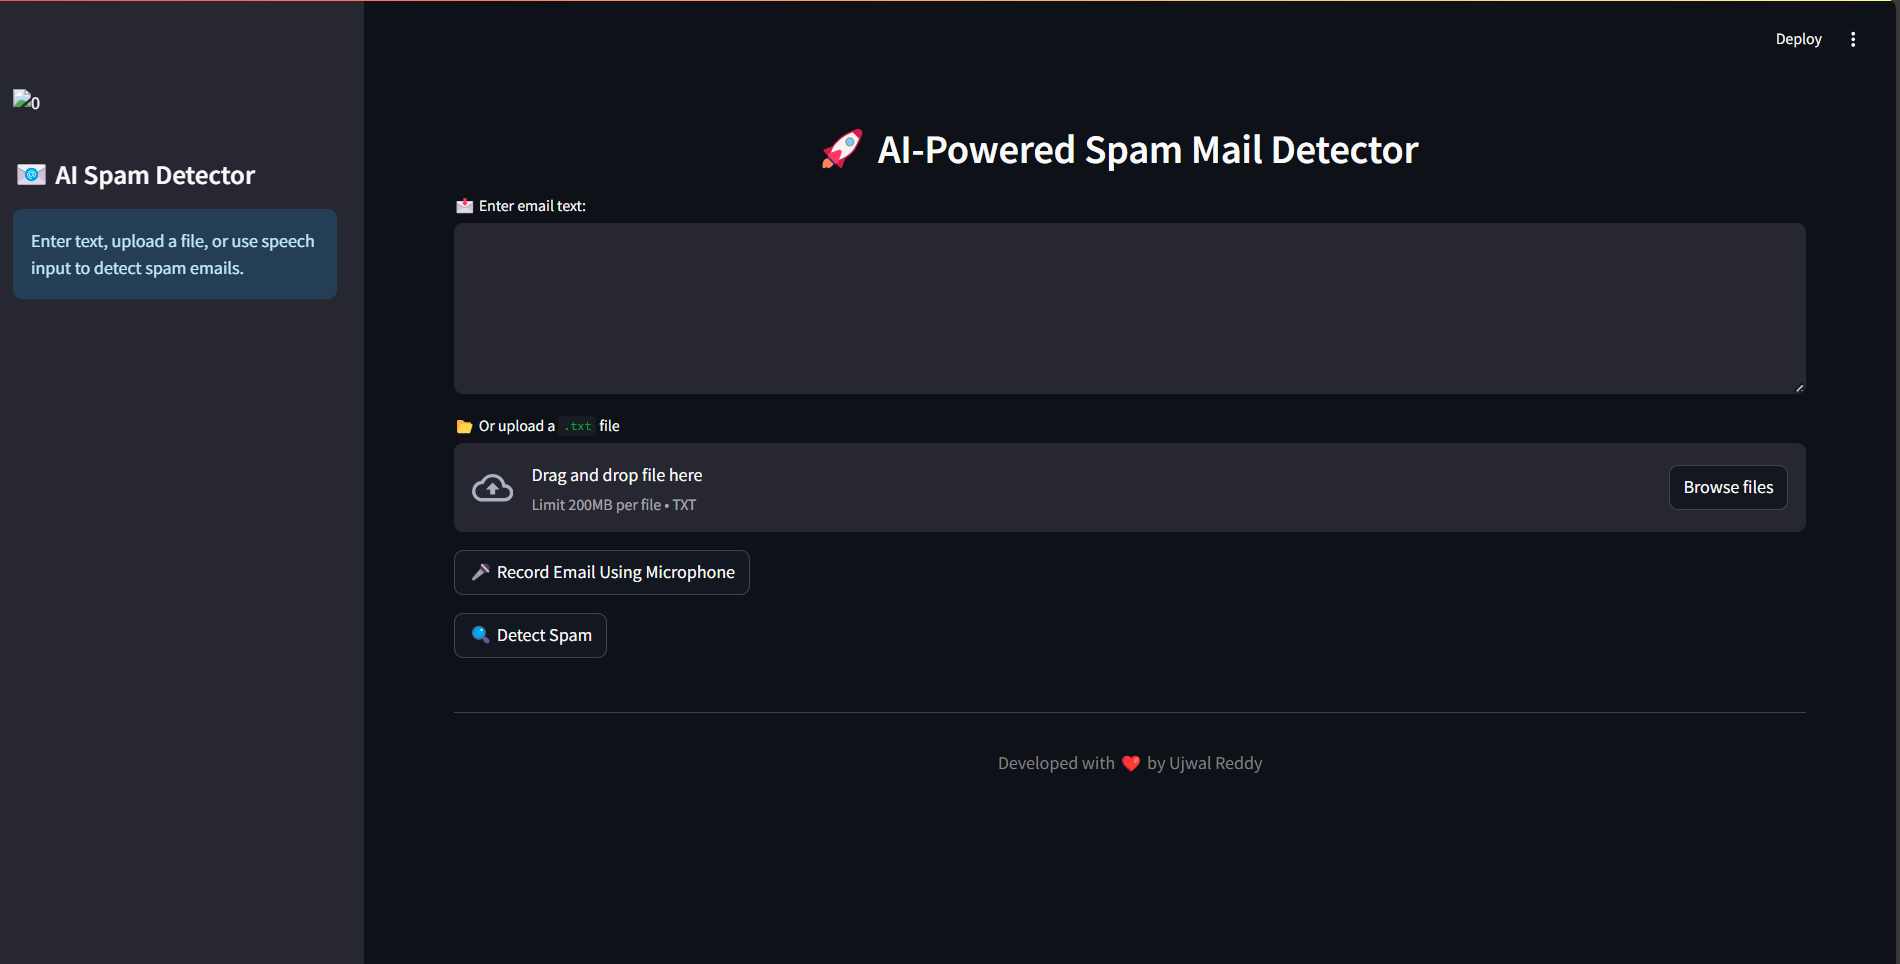 Deploy
0
📧 AI Spam Detector
Enter text, upload a file, or use speech
input to detect spam emails.
🚀 AI-Powered Spam Mail Detector
📩 Enter email text:
📂 Or upload a .txt file
Drag and drop file here
Limit 200MB per file • TXT
Browse files
🎤 Record Email Using Microphone
🔍 Detect Spam
Developed with ❤️ by Ujwal Reddy